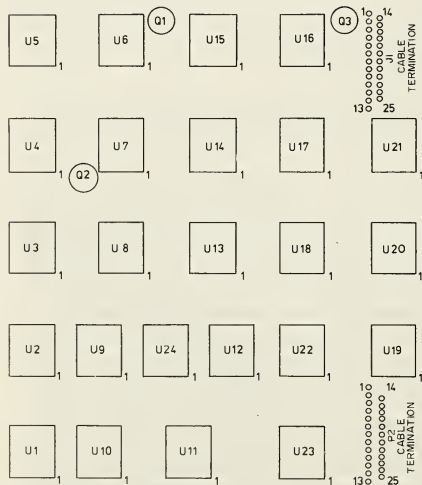 Q1
Q3
U5 U6 U15 U16
1 1 1 1
1 14
J1
CABLE
TERMINATION
13 25
U4 U7 U14 U17 U21
Q2
1 1 1 1 1
U3 U8 U13 U18 U20
1 1 1 1 1
U2 U9 U24 U12 U22 U19
1 1 1 1 1 1
1 14
P2
CABLE
TERMINATION
U1 U10 U11 U23
1 1 1 1
13 25